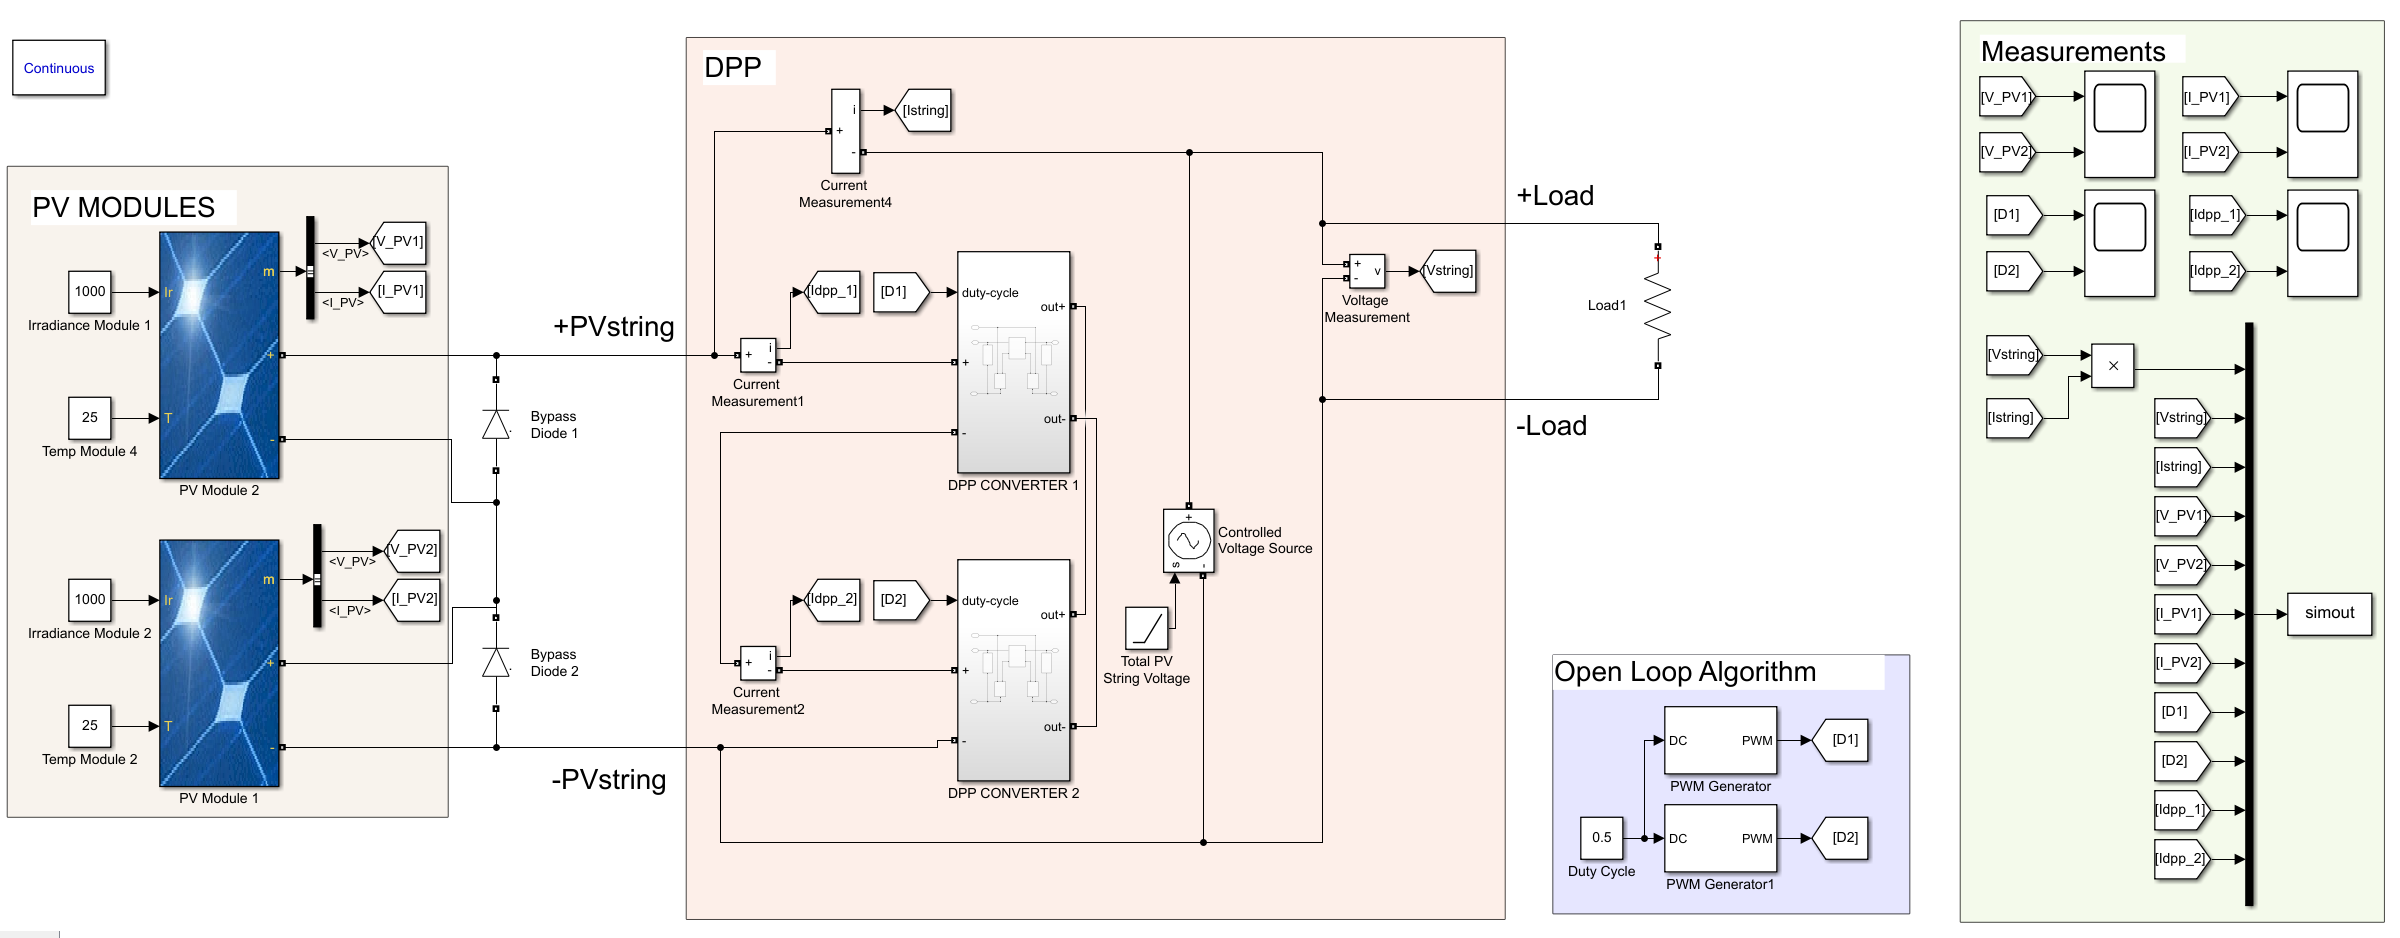 Continuous
PV MODULES
1000
Irradiance Module 1
25
Temp Module 4
Ir
T
m
+
-
PV Module 2
<V_PV>
<I_PV>
[V_PV1]
[I_PV1]
1000
Irradiance Module 2
25
Temp Module 2
Ir
T
m
+
-
PV Module 1
<V_PV>
<I_PV>
[V_PV2]
[I_PV2]
Bypass
Diode 1
Bypass
Diode 2
+PVstring
-PVstring
DPP
i
+
-
Current
Measurement4
[Istring]
[Idpp_1]
[D1]
i
+
-
Current
Measurement1
duty-cycle
+
-
out+
out-
DPP CONVERTER 1
[Idpp_2]
[D2]
i
+
-
Current
Measurement2
duty-cycle
+
-
out+
out-
DPP CONVERTER 2
+
s
-
Controlled
Voltage Source
Total PV
String Voltage
+
-
v
Voltage
Measurement
[Vstring]
+Load
-Load
+
Load1
Open Loop Algorithm
0.5
Duty Cycle
DC
PWM
PWM Generator
[D1]
DC
PWM
PWM Generator1
[D2]
Measurements
[V_PV1]
[V_PV2]
[I_PV1]
[I_PV2]
[D1]
[D2]
[Idpp_1]
[Idpp_2]
[Vstring]
[Istring]
×
[Vstring]
[Istring]
[V_PV1]
[V_PV2]
[I_PV1]
[I_PV2]
[D1]
[D2]
[Idpp_1]
[Idpp_2]
simout